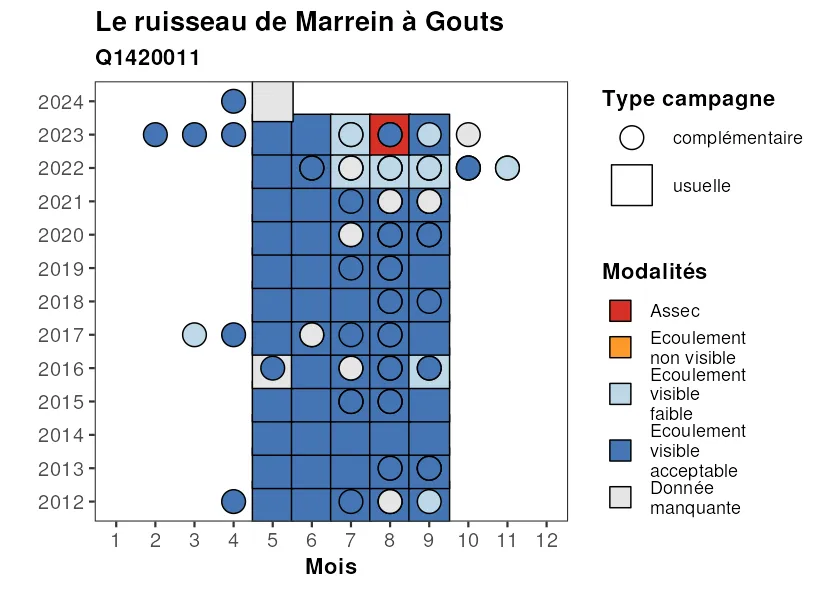 Le ruisseau de Marrein à Gouts
Q1420011
2024
2023
2022
2021
2020
2019
2018
2017
2016
2015
2014
2013
2012
1 2 3 4 5 6 7 8 9 10 11 12
Mois
Type campagne
complémentaire
usuelle
Modalités
Assec
Ecoulement
non visible
Ecoulement
visible
faible
Ecoulement
visible
acceptable
Donnée
manquante